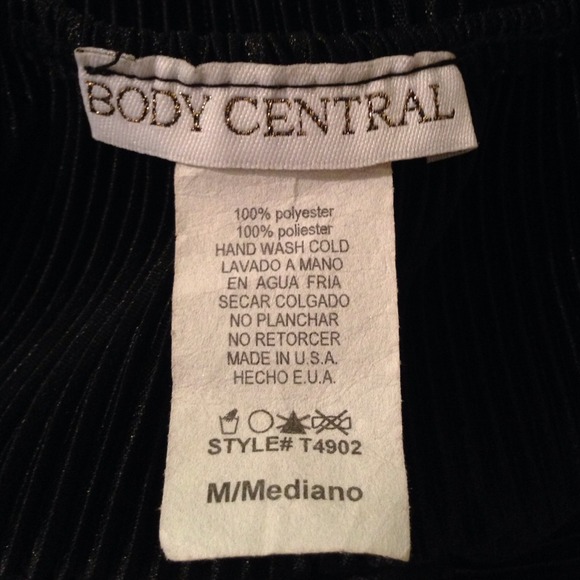 BODY CENTRAL
100% polyester
100% poliester
HAND WASH COLD
LAVADO A MANO
EN AGUA FRIA
SECAR COLGADO
NO PLANCHAR
NO RETORCER
MADE IN U.S.A.
HECHO E.U.A.
STYLE# T4902
M/Mediano